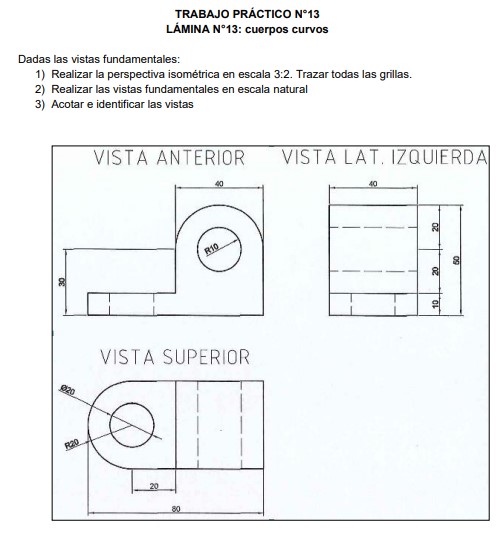 TRABAJO PRÁCTICO N°13
LÁMINA N°13: cuerpos curvos
Dadas las vistas fundamentales:
1) Realizar la perspectiva isométrica en escala 3:2. Trazar todas las grillas.
2) Realizar las vistas fundamentales en escala natural
3) Acotar e identificar las vistas
VISTA ANTERIOR
VISTA LAT. IZQUIERDA
40
40
R10
30
20
20
10
50
VISTA SUPERIOR
Ø20
R20
20
80